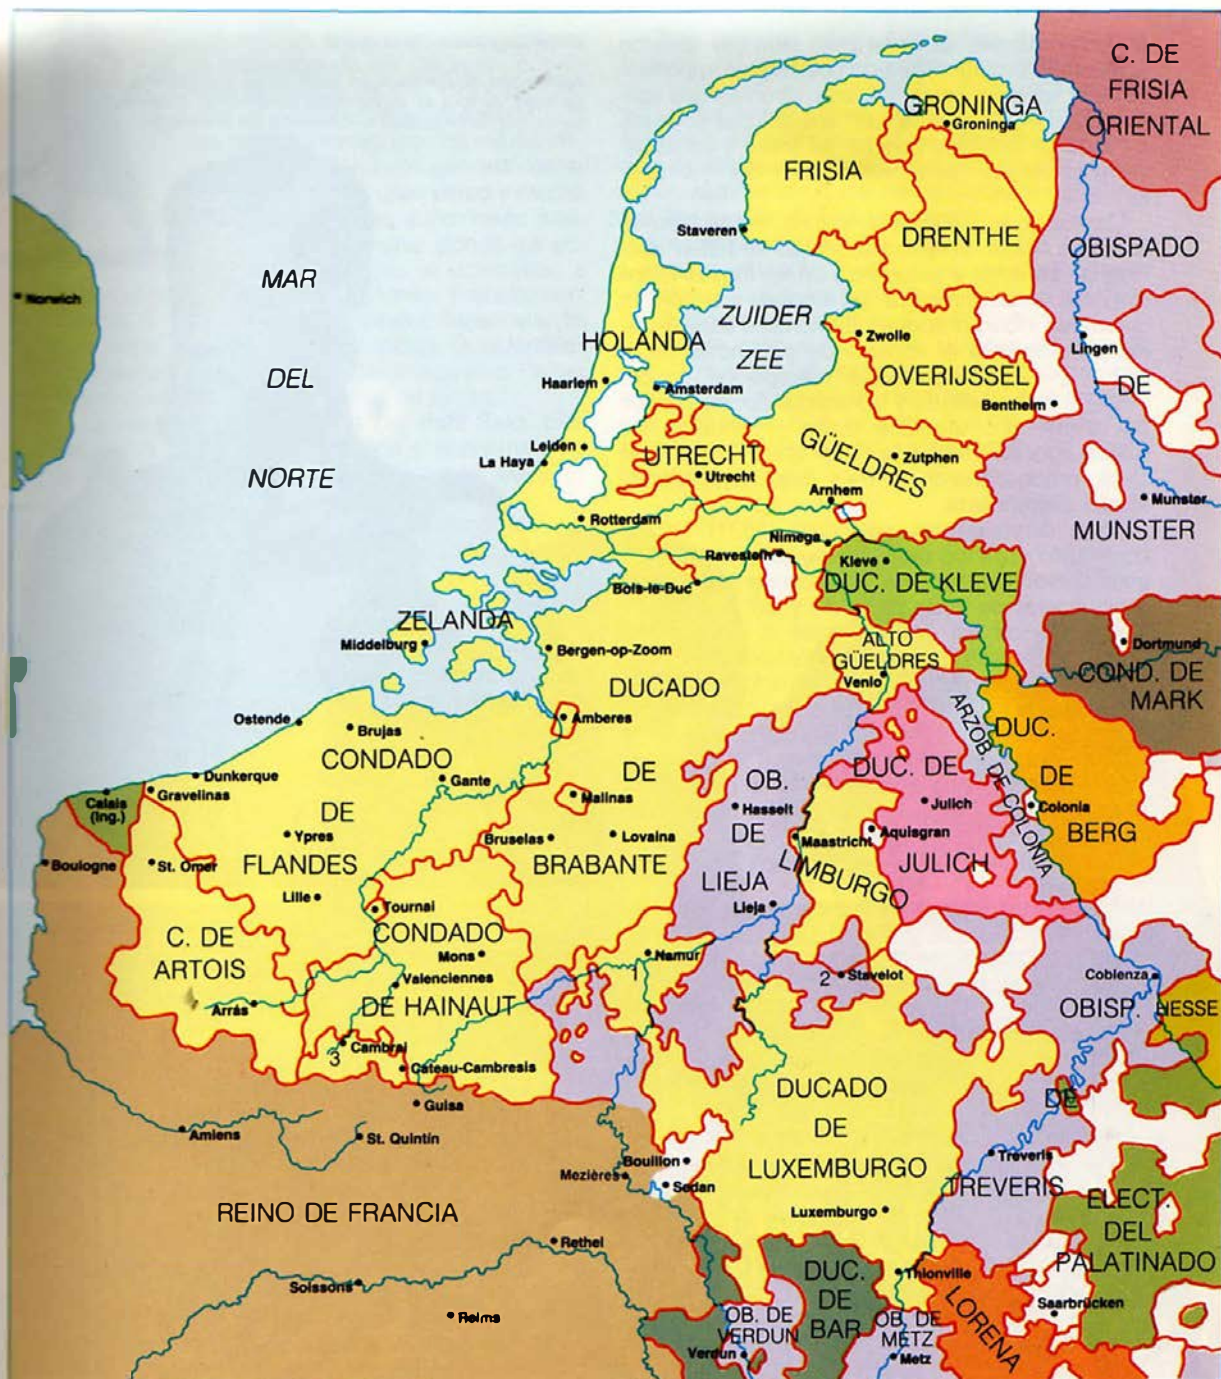 C. DE
FRISIA
ORIENTAL
GRONINGA
Groninga
FRISIA
Staveren
DRENTHE
OBISPADO
MAR
Norwich
ZUIDER
ZEE
HOLANDA
Zwolle
Lingen
DEL
Haarlem
Amsterdam
OVERIJSSEL
DE
Bentheim
Leiden
La Haya
UTRECHT
Utrecht
GÜELDRES
Zutphen
NORTE
Arnhem
Munster
Rotterdam
MUNSTER
Nimega
Ravestein
Kleve
Bois-le-Duc
DUC. DE KLEVE
ZELANDA
Middelburg
Bergen-op-Zoom
ALTO
GÜELDRES
Venlo
Dortmund
COND. DE
MARK
DUCADO
ARZOB. DE COLONIA
Ostende
Brujas
Amberes
DUC.
CONDADO
Dunkerque
Gante
DE
OB.
DUC. DE
DE
Calais
(Ing.)
Gravelinas
Malinas
Hasselt
Julich
Colonia
DE
Ypres
Bruselas
Lovaina
DE
Maastricht
Aquisgran
BERG
Boulogne
St. Omer
FLANDES
BRABANTE
LIEJA
LIMBURGO
JULICH
Lille
Tournai
Lieja
C. DE
ARTOIS
CONDADO
Mons
Namur
1
2
Stavelot
Coblenza
Valenciennes
DE HAINAUT
Arrás
OBISP.
HESSE
Cambrai
3
Cateau-Cambresis
DUCADO
DE
Guisa
Amiens
St. Quintín
DE
Bouillon
Treveris
Mezières
Sedan
LUXEMBURGO
TREVERIS
ELECT.
DEL
PALATINADO
REINO DE FRANCIA
Luxemburgo
Rethel
Thionville
Soissons
DUC.
DE
BAR
LORENA
Saarbrücken
Reims
OB. DE
VERDUN
Verdun
OB. DE
METZ
Metz